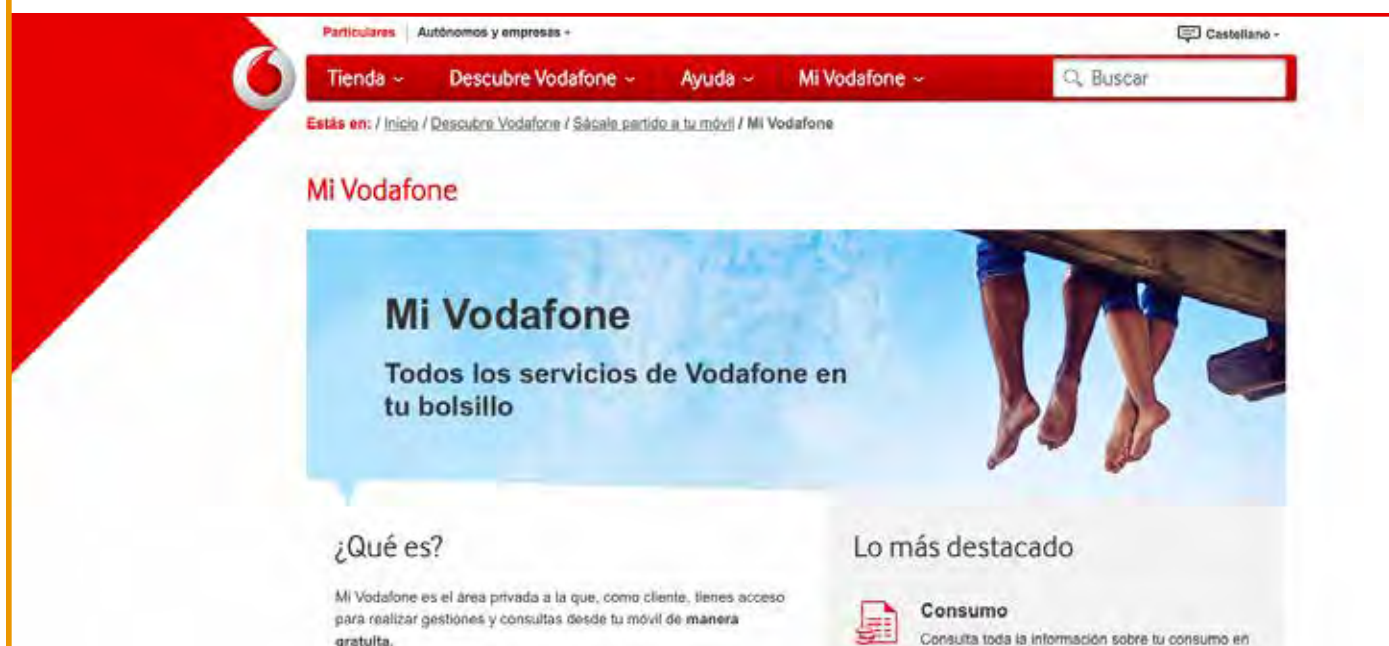 Particulares | Autónomos y empresas
Castellano
Tienda
Descubre Vodafone
Ayuda
Mi Vodafone
Buscar
Estás en: / Inicio / Descubre Vodafone / Sácale partido a tu móvil / Mi Vodafone
Mi Vodafone
Mi Vodafone
Todos los servicios de Vodafone en
tu bolsillo
¿Qué es?
Mi Vodafone es el área privada a la que, como cliente, tienes acceso
para realizar gestiones y consultas desde tu móvil de manera
gratuita.
Lo más destacado
Consumo
Consulta toda la información sobre tu consumo en